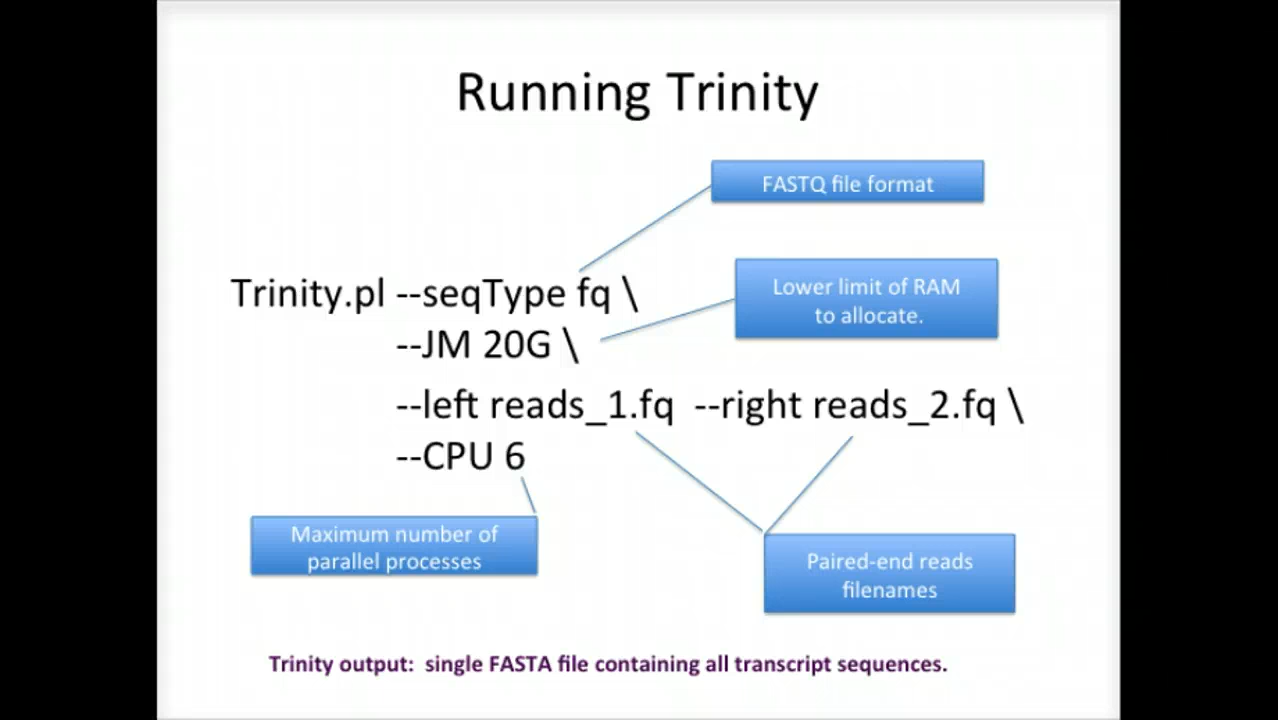 Running Trinity
FASTQ file format
Trinity.pl --seqType fq \
Lower limit of RAM
to allocate.
--JM 20G \
--left reads_1.fq --right reads_2.fq \
--CPU 6
Maximum number of
parallel processes
Paired-end reads
filenames
Trinity output: single FASTA file containing all transcript sequences.